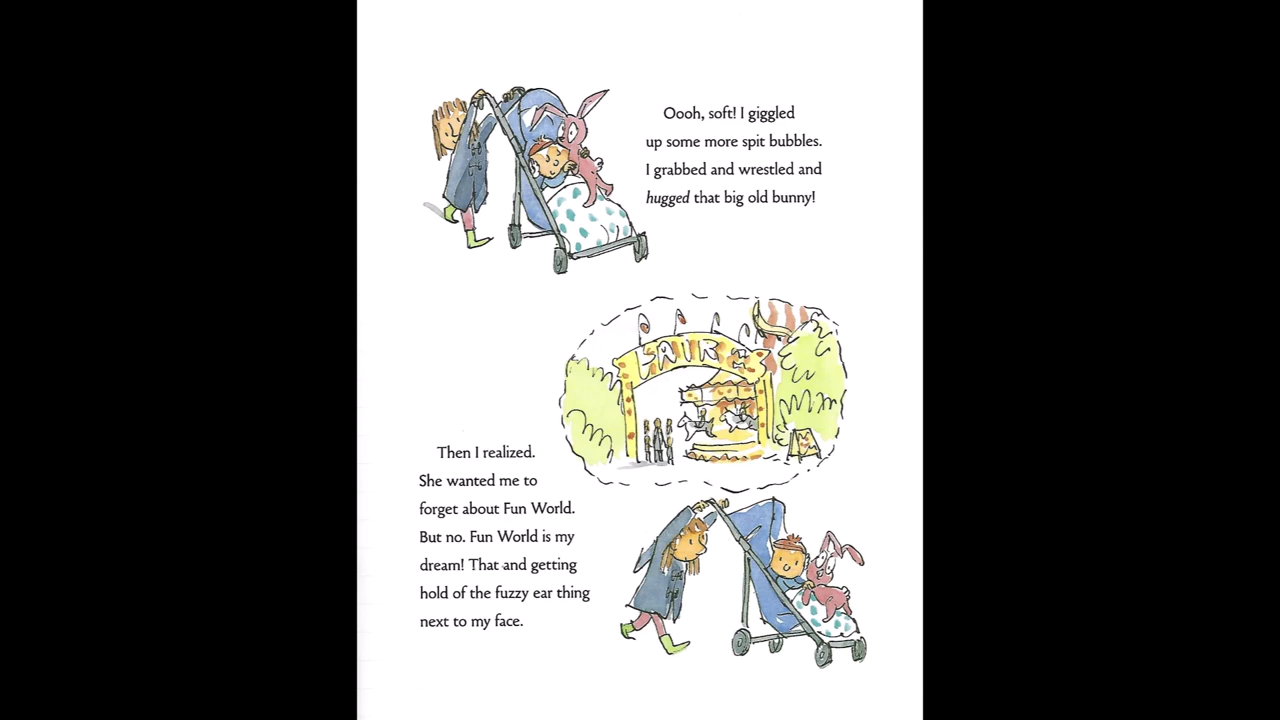 Oooh, soft! I giggled
up some more spit bubbles.
I grabbed and wrestled and
hugged that big old bunny!
FAIR
Then I realized.
She wanted me to
forget about Fun World.
But no. Fun World is my
dream! That and getting
hold of the fuzzy ear thing
next to my face.